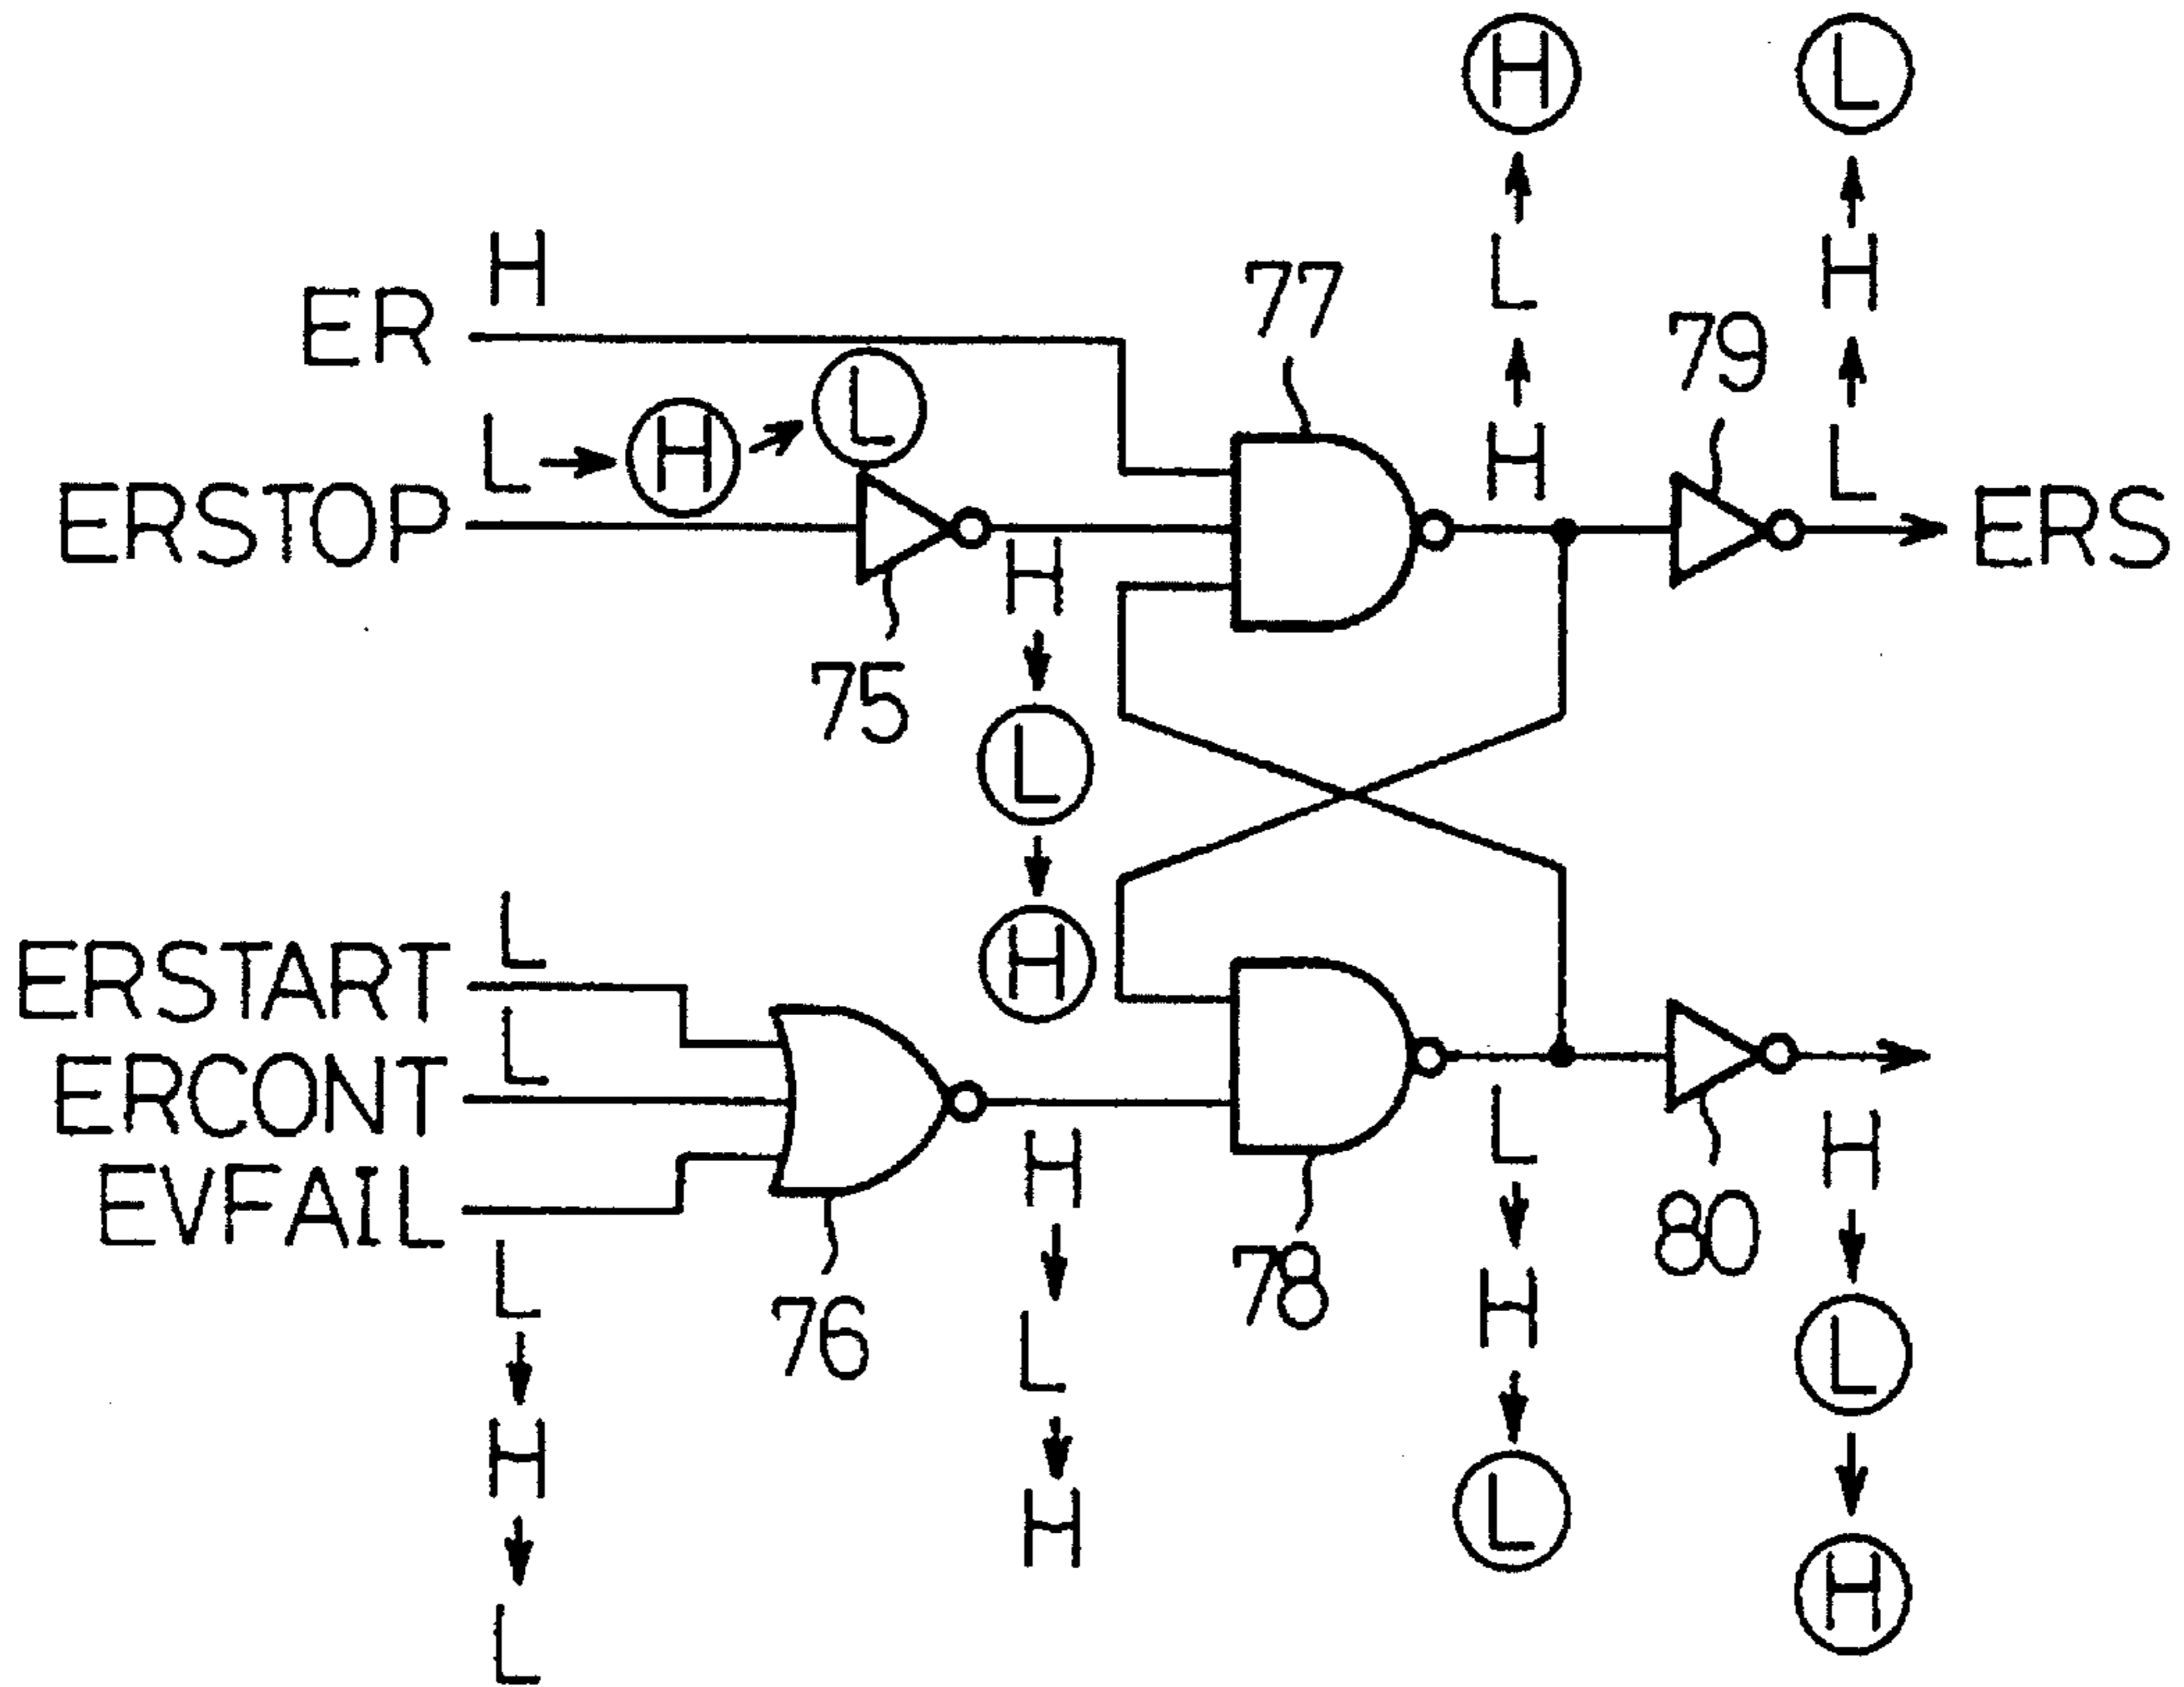 H L
L H
ER H 77 79
L → H → L H L
ERSTOP ERS
H
75
L
H
L
ERSTART
L
ERCONT
H L H
EVFAIL
L 76 78 80
L H L
H H L
L H